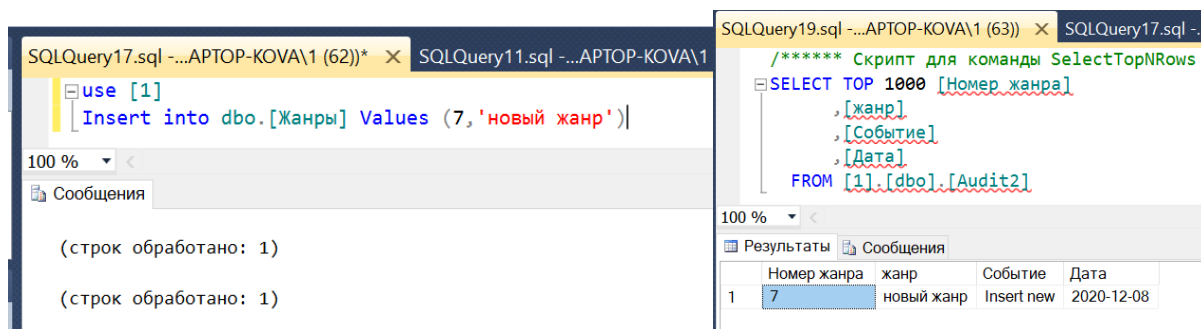 SQLQuery17.sql -...APTOP-KOVA\1 (62))* SQLQuery11.sql -...APTOP-KOVA\1
use [1]
Insert into dbo.[Жанры] Values (7,'новый жанр')
100 %
Сообщения
(строк обработано: 1)
(строк обработано: 1)
SQLQuery19.sql -...APTOP-KOVA\1 (63)) SQLQuery17.sql -..
/****** Скрипт для команды SelectTopNRows
SELECT TOP 1000 [Номер жанра]
,[жанр]
,[Событие]
,[Дата]
FROM [1].[dbo].[Audit2]
100 %
Результаты Сообщения
Номер жанра жанр Событие Дата
1 7 новый жанр Insert new 2020-12-08